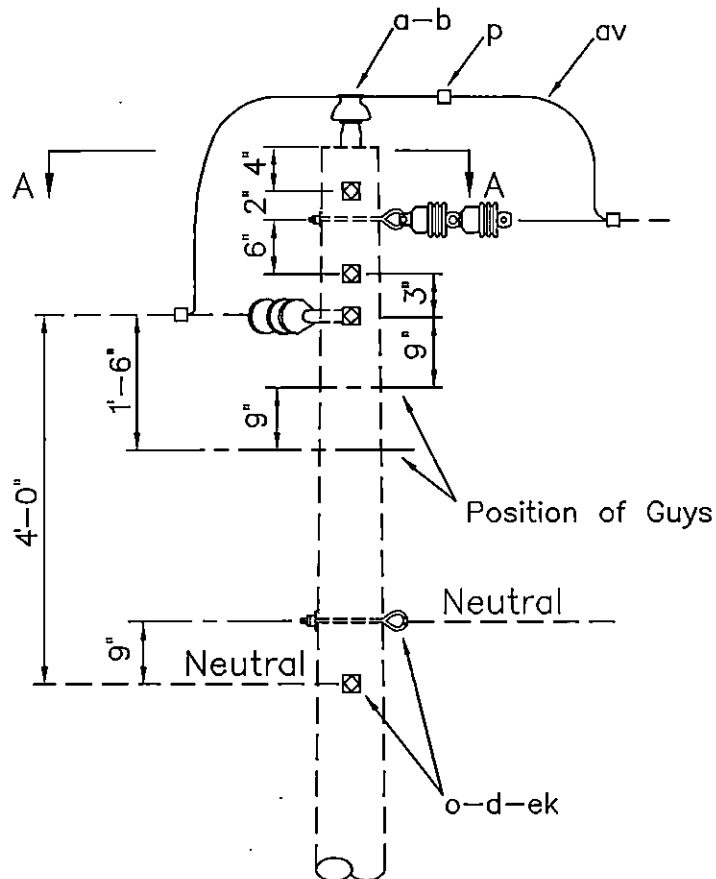 a-b
p
av
A
4"
A
2"
6"
3"
1'-6"
9"
9"
4'-0"
Position of Guys
Neutral
9"
Neutral
o-d-ek